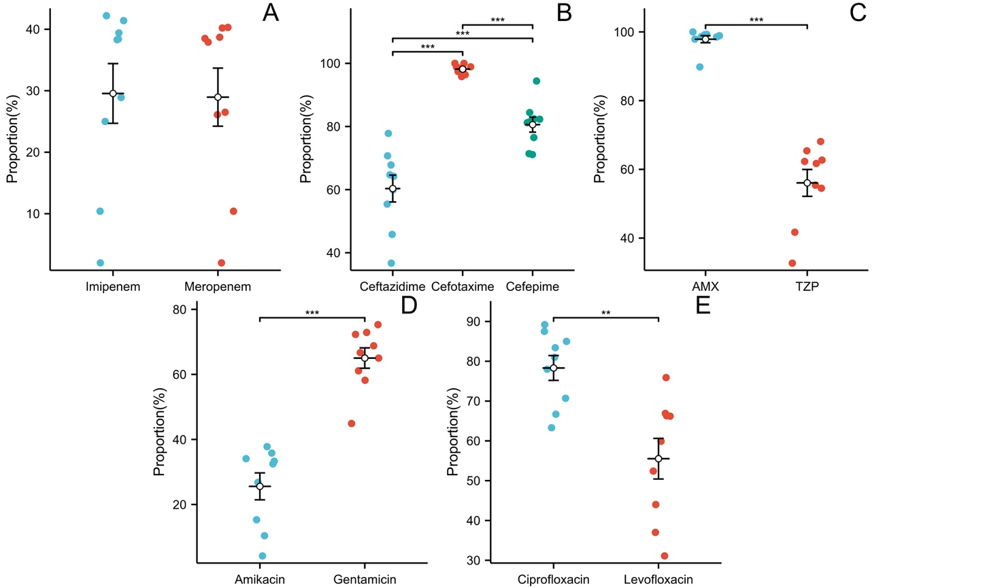 A
Proportion(%)
40
30
20
10
Imipenem Meropenem
B
***
***
***
Proportion(%)
100
80
60
40
Ceftazidime Cefotaxime Cefepime
C
***
Proportion(%)
100
80
60
40
AMX TZP
D
***
Proportion(%)
80
60
40
20
Amikacin Gentamicin
E
**
Proportion(%)
90
80
70
60
50
40
30
Ciprofloxacin Levofloxacin